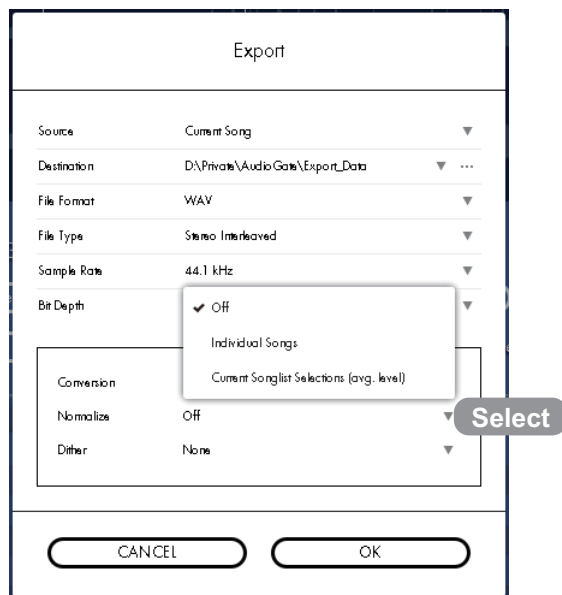 Export
Source Current Song
Destination D:\Private\AudioGate\Export_Data ...
File Format WAV
File Type Stereo Interleaved
Sample Rate 44.1 kHz
Bit Depth
✔ Off
Individual Songs
Current Songlist Selections (avg. level)
Conversion
Normalize Off
Select
Dither None
CANCEL OK